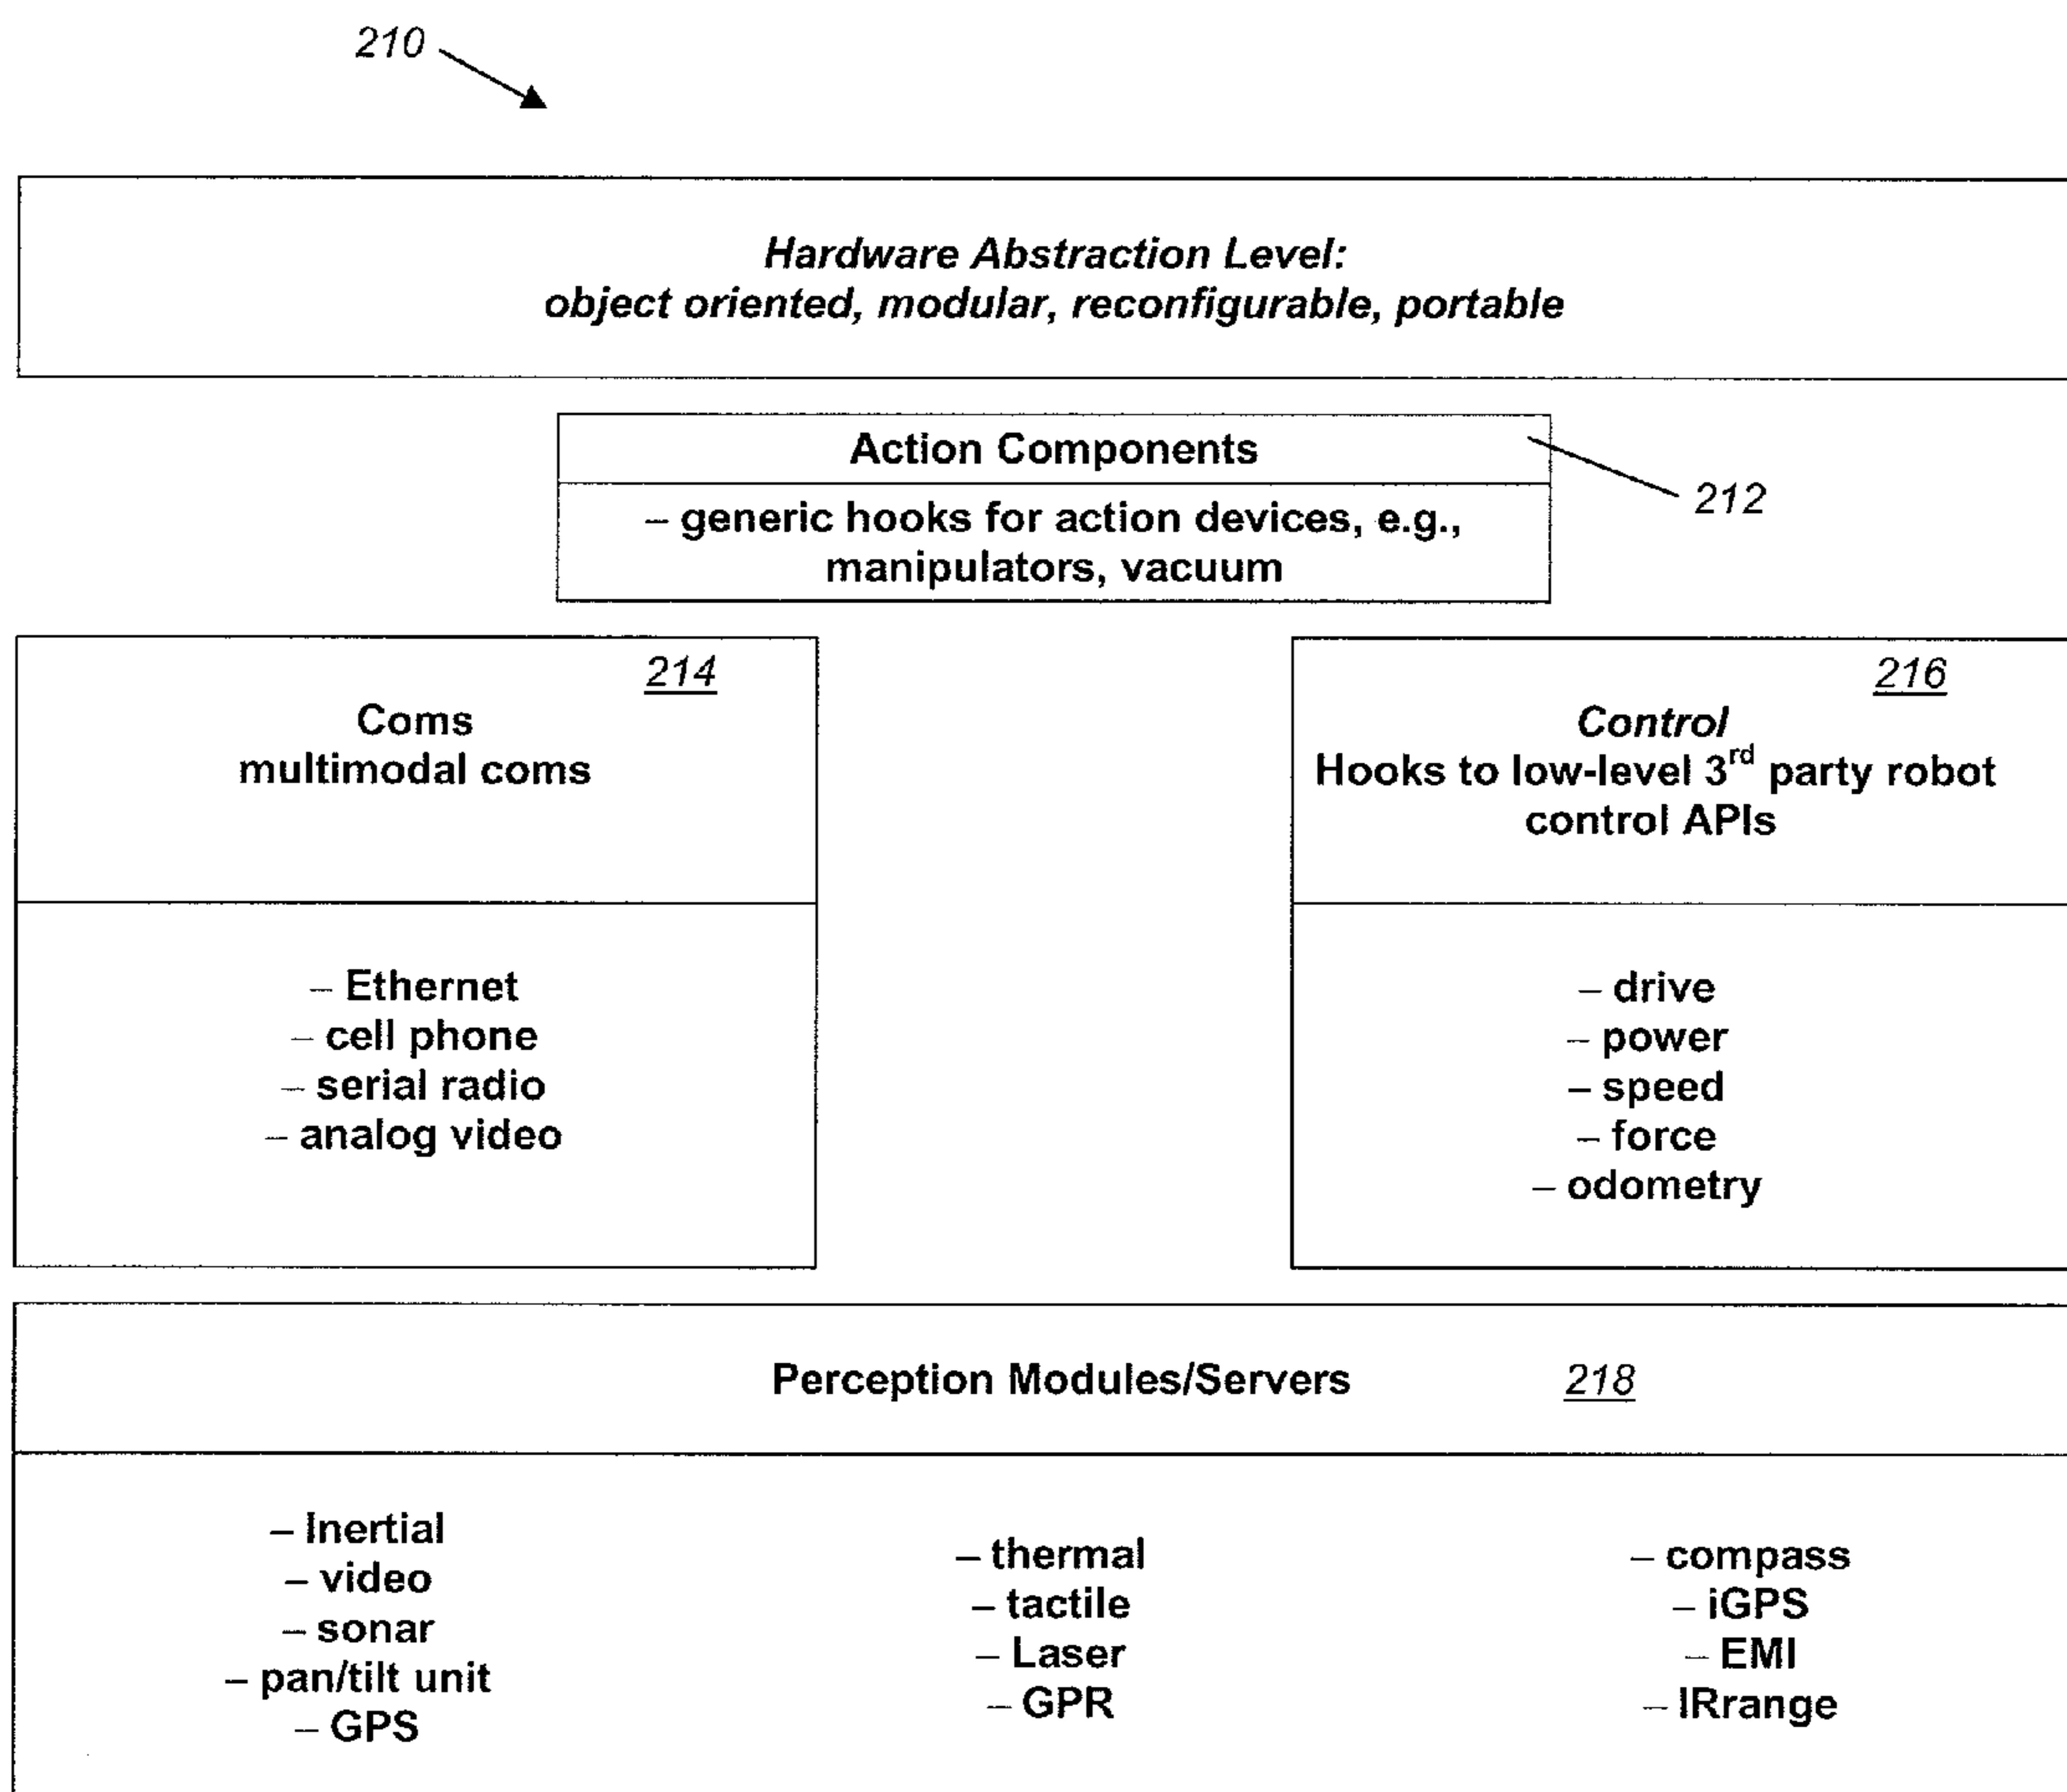 210
Hardware Abstraction Level:
object oriented, modular, reconfigurable, portable
Action Components
– generic hooks for action devices, e.g.,
manipulators, vacuum
212
214
Coms
multimodal coms
– Ethernet
– cell phone
– serial radio
– analog video
216
Control
Hooks to low-level 3rd party robot
control APIs
– drive
– power
– speed
– force
– odometry
Perception Modules/Servers 218
– Inertial
– video
– sonar
– pan/tilt unit
– GPS
– thermal
– tactile
– Laser
– GPR
– compass
– iGPS
– EMI
– IRrange